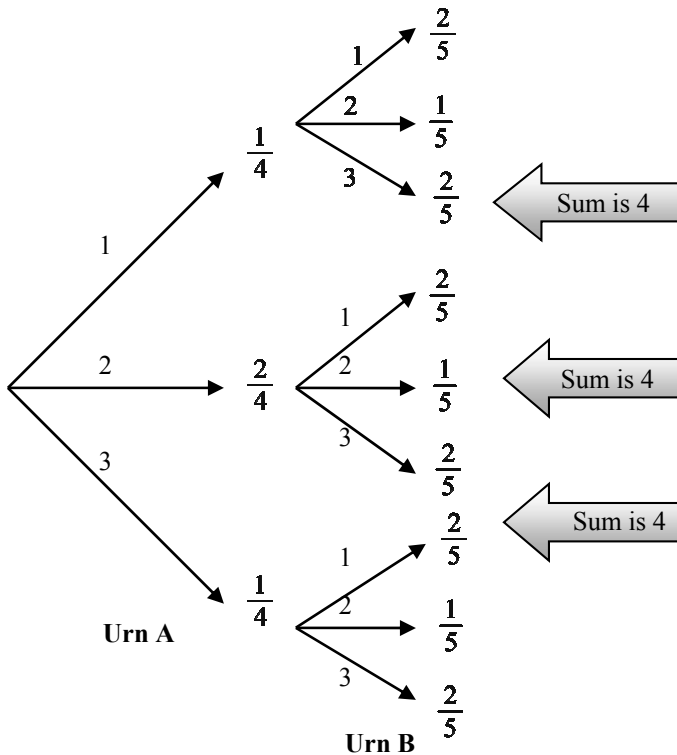 1 2/5
2 1/5
1/4
3 2/5 Sum is 4
1
1 2/5
2 2/4 2 1/5 Sum is 4
3 2/5
3
1 2/5 Sum is 4
1/4 2 1/5
Urn A
3 2/5
Urn B